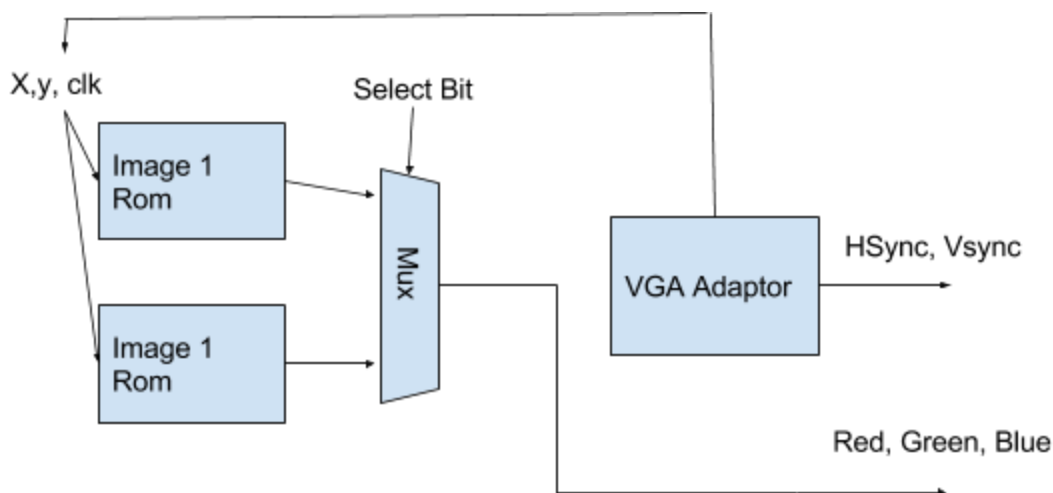 X,y, clk
Select Bit
Image 1
Rom
Mux
HSync, Vsync
VGA Adaptor
Image 1
Rom
Red, Green, Blue